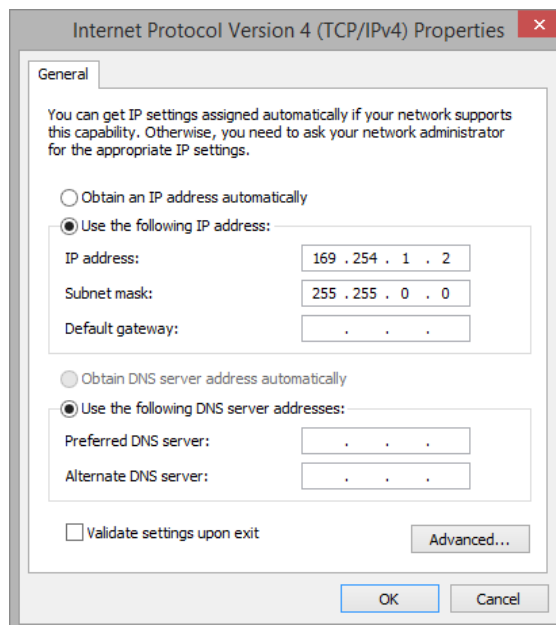 Internet Protocol Version 4 (TCP/IPv4) Properties
General
You can get IP settings assigned automatically if your network supports
this capability. Otherwise, you need to ask your network administrator
for the appropriate IP settings.
Obtain an IP address automatically
Use the following IP address:
IP address: 169 . 254 . 1 . 2
Subnet mask: 255 . 255 . 0 . 0
Default gateway: . . .
Obtain DNS server address automatically
Use the following DNS server addresses:
Preferred DNS server: . . .
Alternate DNS server: . . .
Validate settings upon exit
Advanced...
OK Cancel